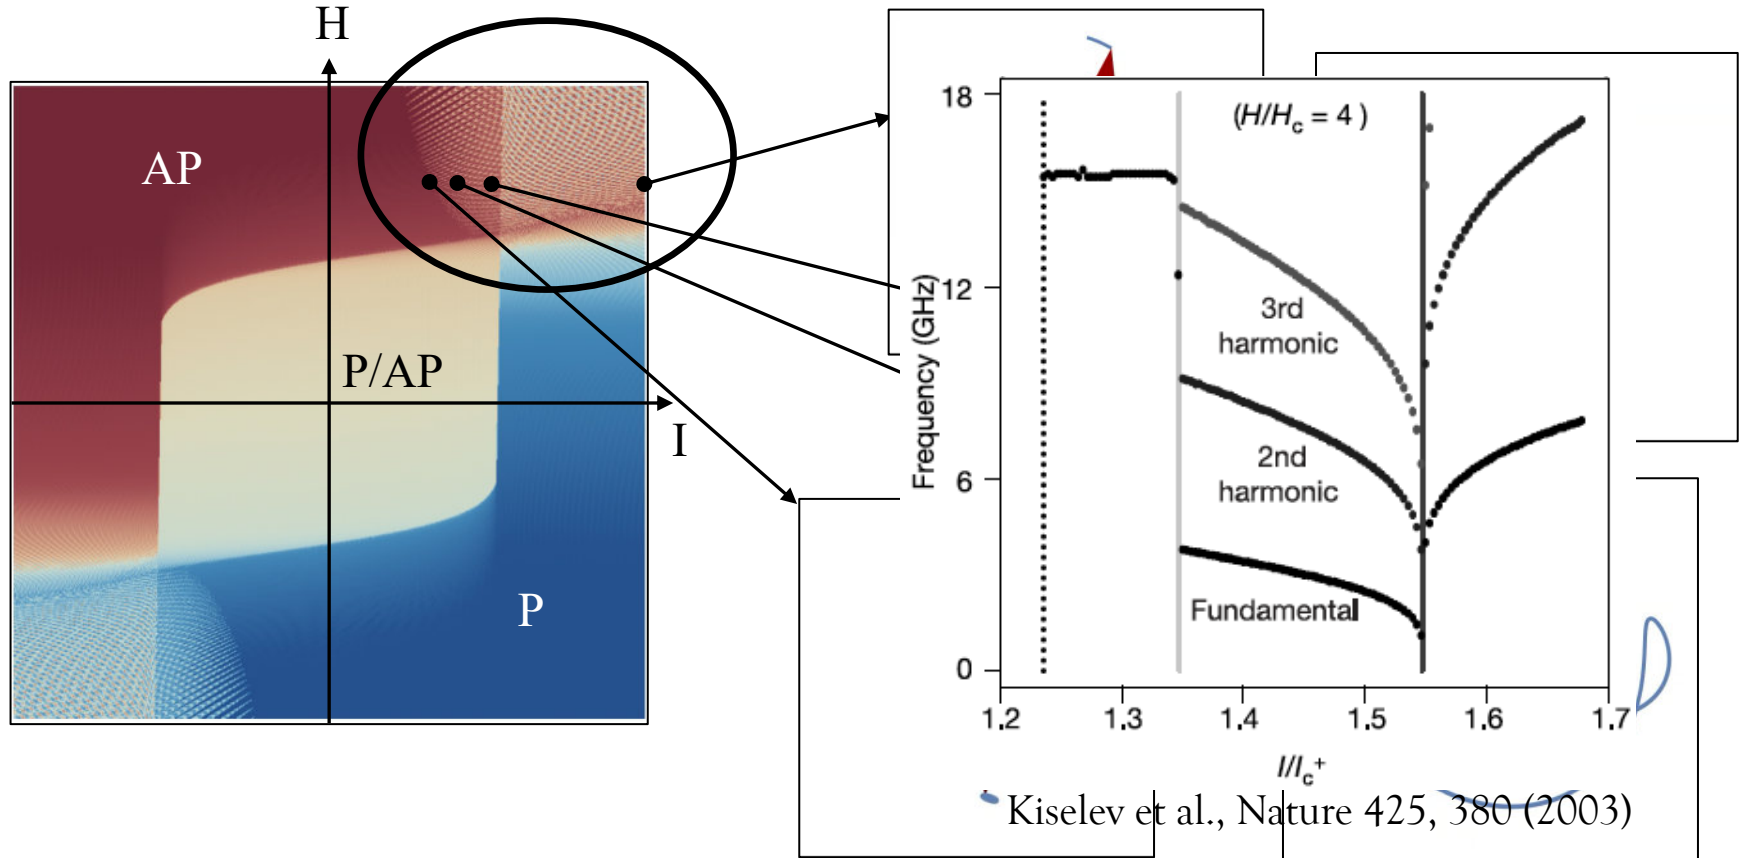 H
AP
P/AP
I
P
(H/Hc = 4 )
18
12
6
0
Frequency (GHz)
3rd
harmonic
2nd
harmonic
Fundamental
1.2 1.3 1.4 1.5 1.6 1.7
I/Ic+
Kiselev et al., Nature 425, 380 (2003)